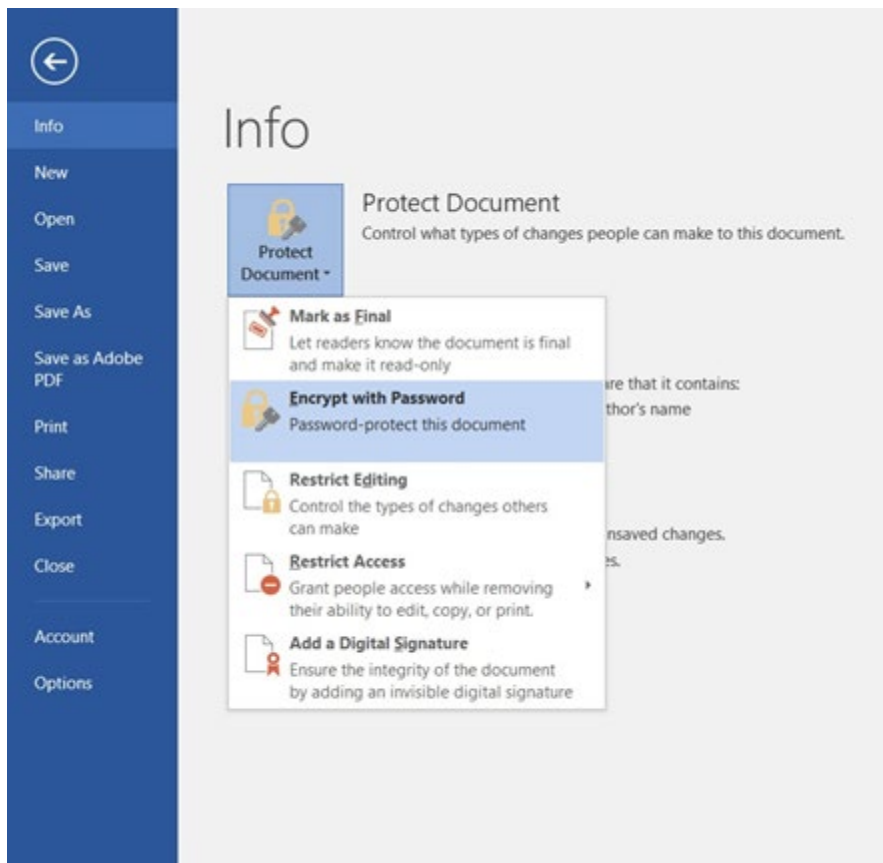 Info
New
Open
Save
Save As
Save as Adobe
PDF
Print
Share
Export
Close
Account
Options
Info
Protect
Document
Protect Document
Control what types of changes people can make to this document.
Mark as Final
Let readers know the document is final
and make it read-only
Encrypt with Password
Password-protect this document
Restrict Editing
Control the types of changes others
can make
Restrict Access
Grant people access while removing
their ability to edit, copy, or print.
Add a Digital Signature
Ensure the integrity of the document
by adding an invisible digital signature
that it contains:
name
changes.